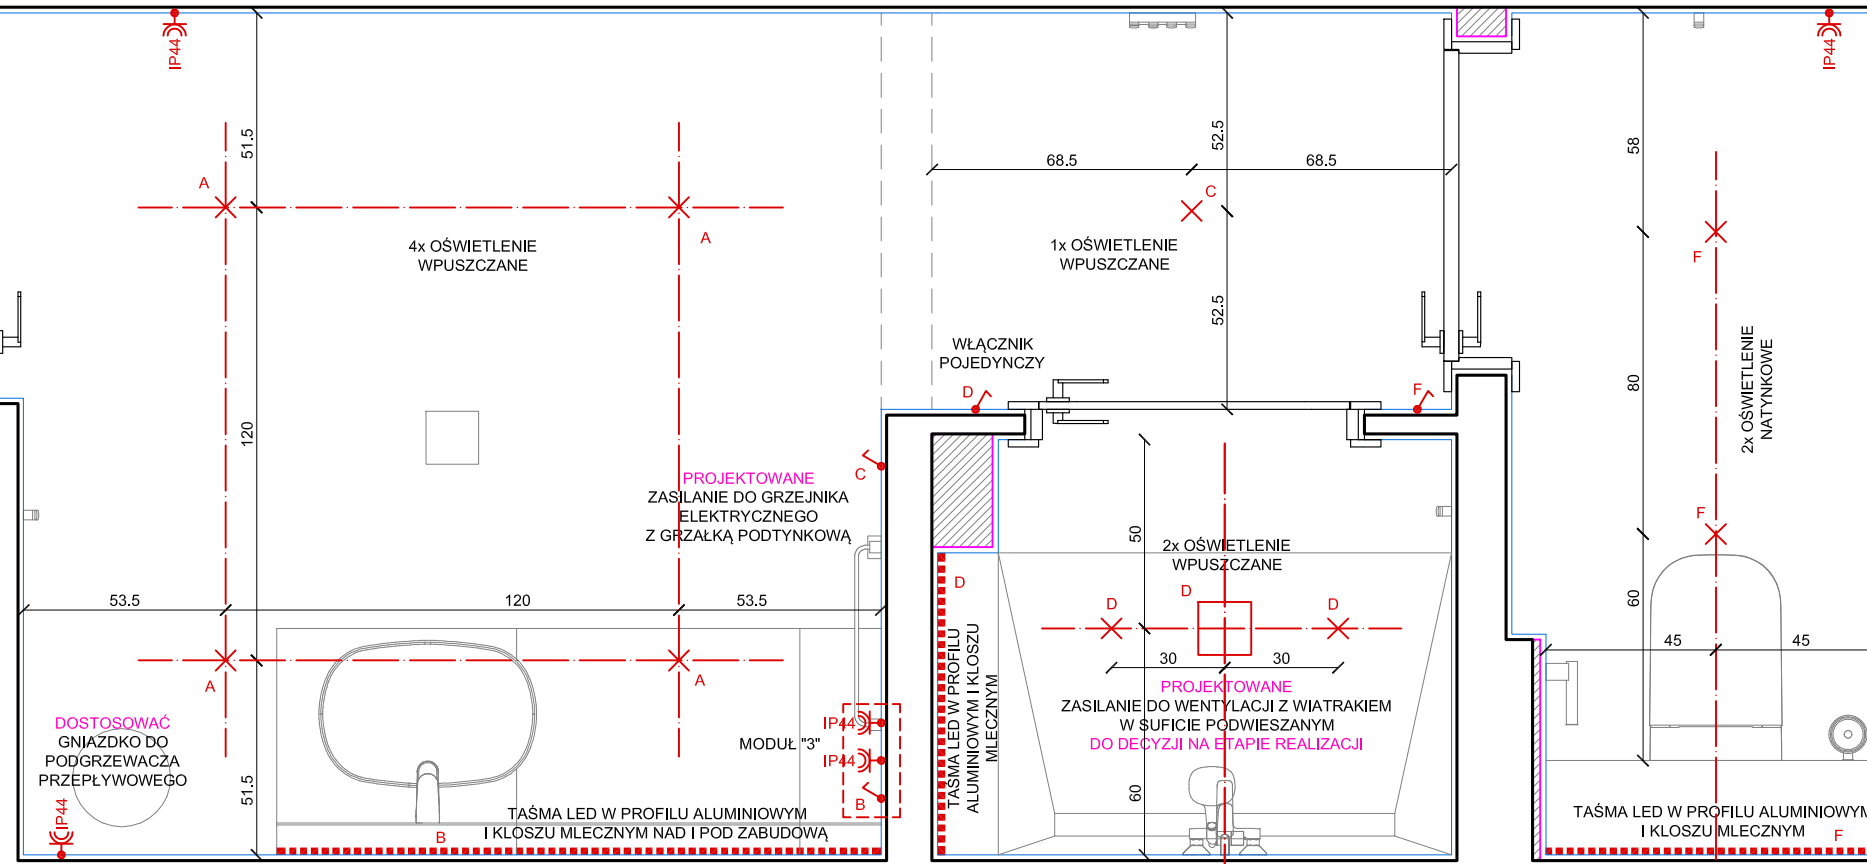 IP44
51.5
A
A
4x OŚWIETLENIE
WPUSZCZANE
120
PROJEKTOWANE
ZASILANIE DO GRZEJNIKA
ELEKTRYCZNEGO
Z GRZAŁKĄ PODTYNKOWĄ
53.5
120
53.5
A
A
DOSTOSOWAĆ
GNIAZDKO DO
PODGRZEWACZA
PRZEPŁYWOWEGO
IP44
51.5
MODUŁ "3"
IP44
IP44
B
TAŚMA LED W PROFILU ALUMINIOWYM
I KLOSZU MLECZNYM NAD I POD ZABUDOWĄ
B
C
68.5
68.5
52.5
C
1x OŚWIETLENIE
WPUSZCZANE
52.5
WŁĄCZNIK
POJEDYNCZY
D
F
50
2x OŚWIETLENIE
WPUSZCZANE
D
D
D
D
TAŚMA LED W PROFILU
ALUMINIOWYM I KLOSZU
MLECZNYM
30
30
PROJEKTOWANE
ZASILANIE DO WENTYLACJI Z WIATRAKIEM
W SUFICIE PODWIESZANYM
DO DECYZJI NA ETAPIE REALIZACJI
60
IP44
58
F
80
2x OŚWIETLENIE
NATYNKOWE
F
60
45
45
TAŚMA LED W PROFILU ALUMINIOWYM
I KLOSZU MLECZNYM
F